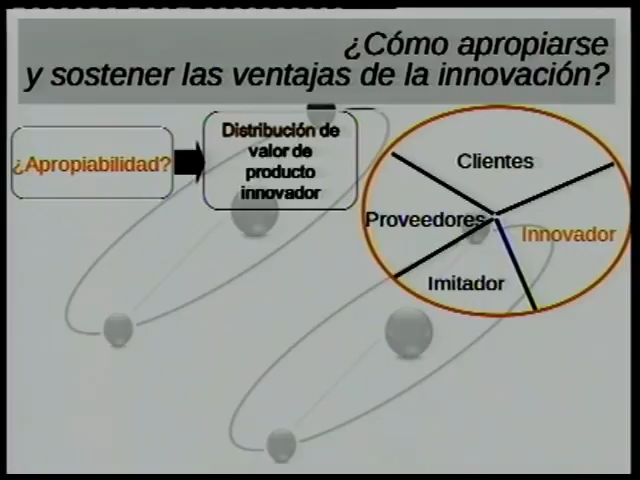 ¿Cómo apropiarse
y sostener las ventajas de la innovación?
¿Apropiabilidad?
Distribución de
valor de
producto
innovador
Clientes
Proveedores
Innovador
Imitador